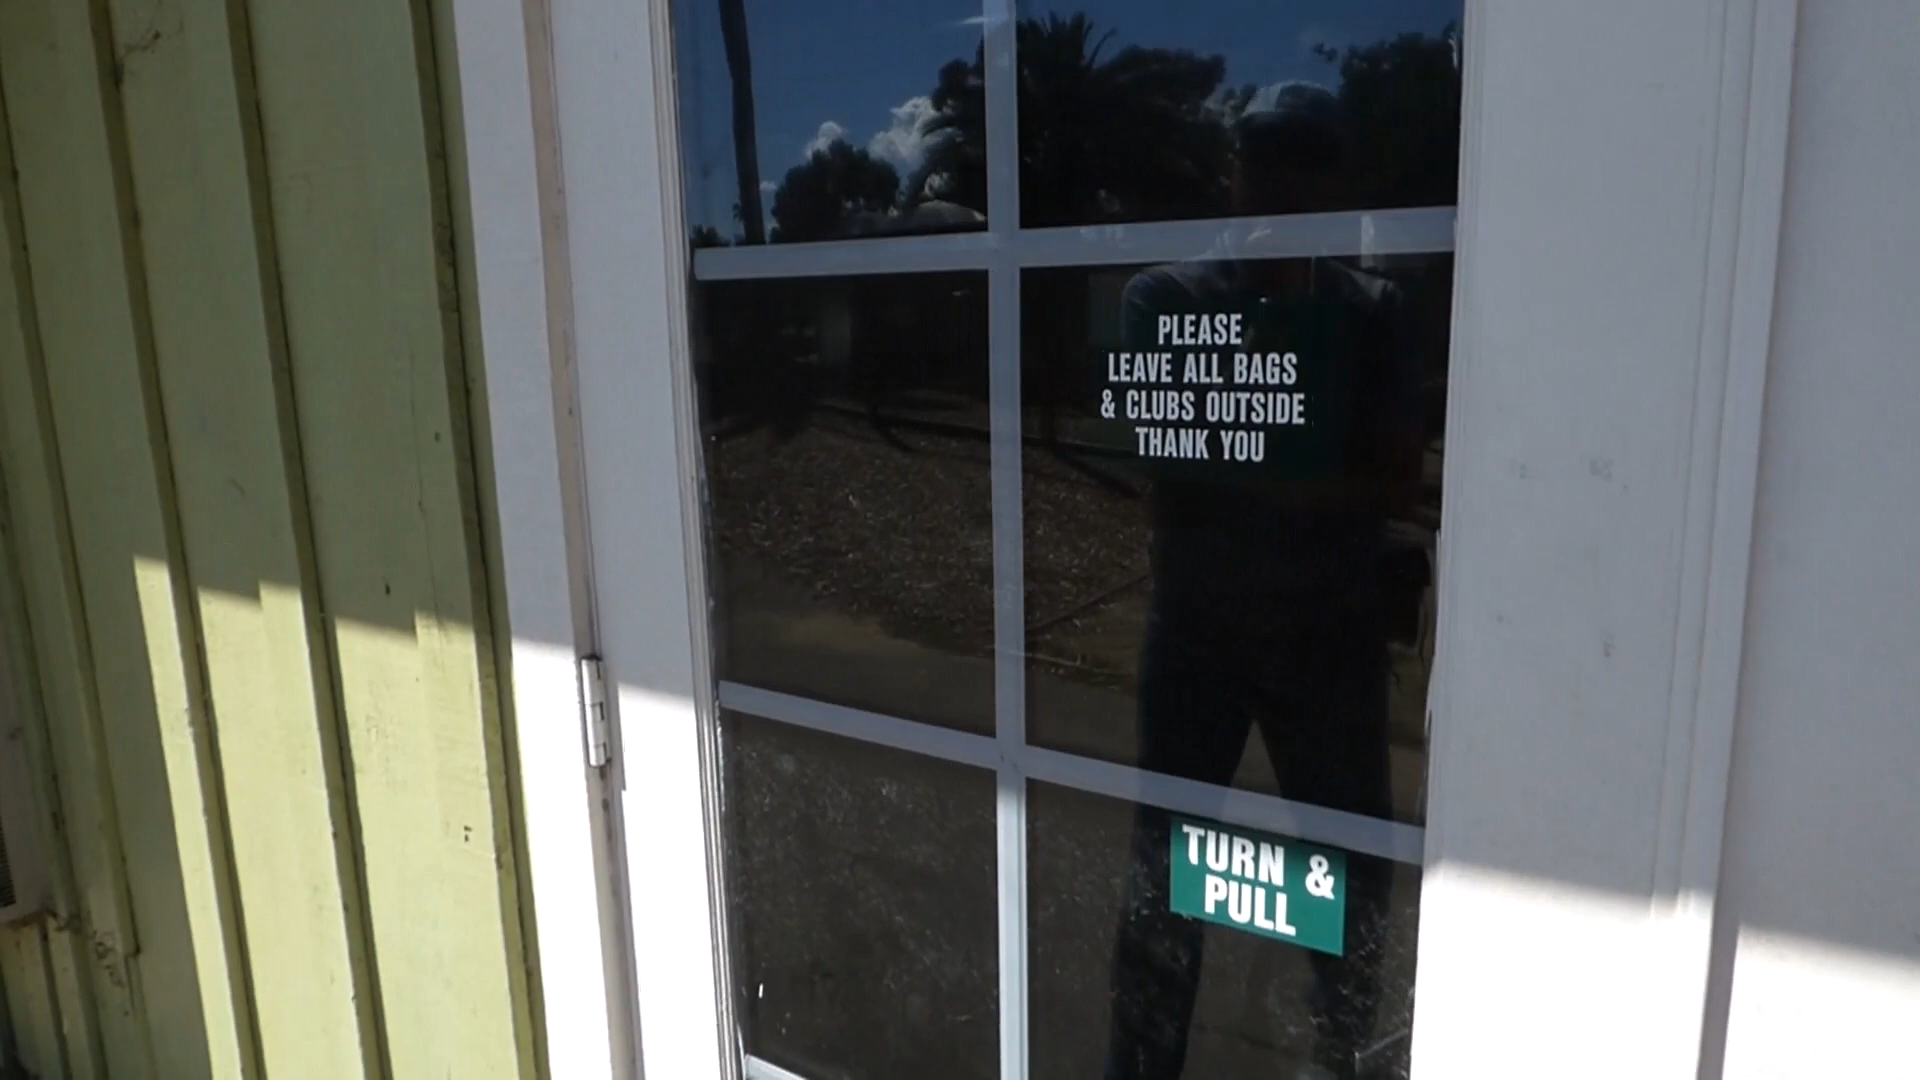 PLEASE
LEAVE ALL BAGS
& CLUBS OUTSIDE
THANK YOU
TURN &
PULL